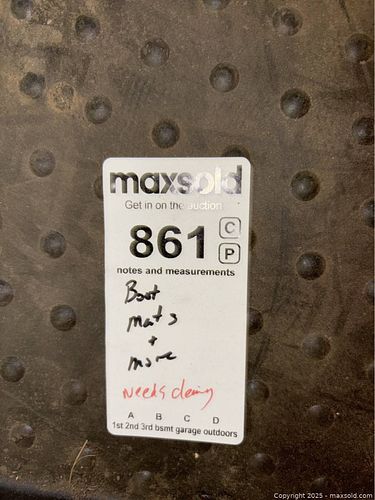 maxsold
Get in on the auction
861 C
P
notes and measurements
Boot
mats
+
more
needs cleaning
A B C D
1st 2nd 3rd bsmt garage outdoors
Copyright 2025 - maxsold.com